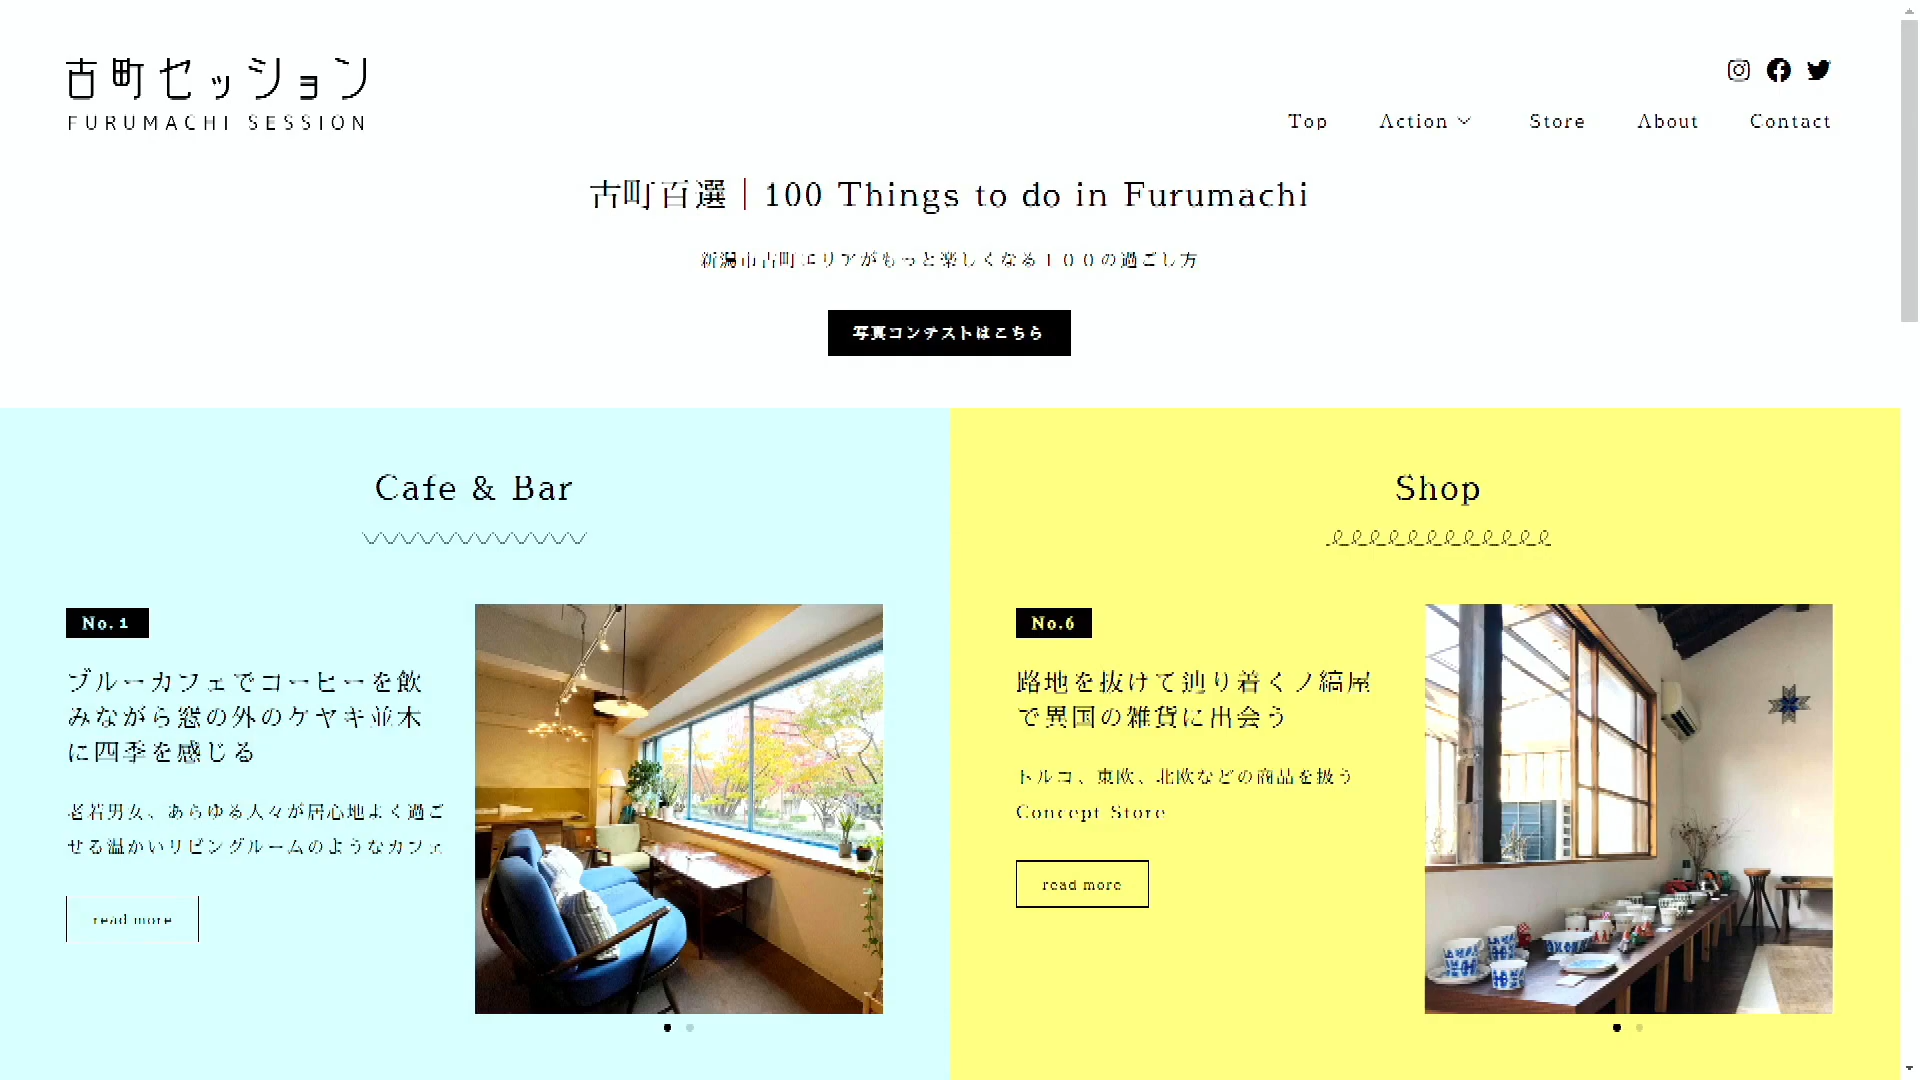 古町セッション
FURUMACHI SESSION
Top
Action
Store
About
Contact
古町百選｜100 Things to do in Furumachi
新潟市古町エリアがもっと楽しくなる１００の過ごし方
写真コンテストはこちら
Cafe & Bar
No.1
ブルーカフェでコーヒーを飲
みながら窓の外のケヤキ並木
に四季を感じる
老若男女、あらゆる人々が居心地よく過ご
せる温かいリビングルームのようなカフェ
read more
Shop
No.6
路地を抜けて辿り着くノ縞屋
で異国の雑貨に出会う
トルコ、東欧、北欧などの商品を扱う
Concept Store
read more